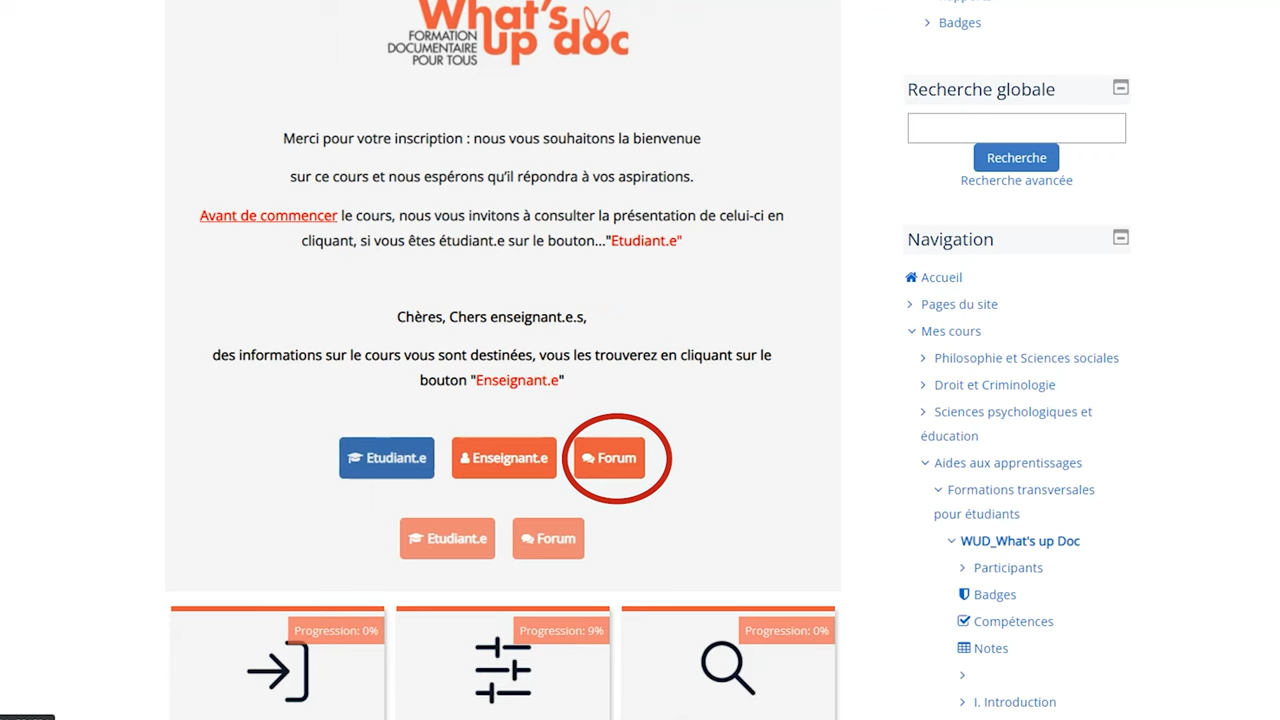 What's
up doc
FORMATION
DOCUMENTAIRE
POUR TOUS
Merci pour votre inscription : nous vous souhaitons la bienvenue
sur ce cours et nous espérons qu'il répondra à vos aspirations.
Avant de commencer le cours, nous vous invitons à consulter la présentation de celui-ci en
cliquant, si vous êtes étudiant.e sur le bouton..."Etudiant.e"
Chères, Chers enseignant.e.s,
des informations sur le cours vous sont destinées, vous les trouverez en cliquant sur le
bouton "Enseignant.e"
Etudiant.e Enseignant.e Forum
Etudiant.e Forum
Progression: 0% Progression: 9% Progression: 0%
Badges
Recherche globale
Recherche
Recherche avancée
Navigation
Accueil
Pages du site
Mes cours
Philosophie et Sciences sociales
Droit et Criminologie
Sciences psychologiques et
éducation
Aides aux apprentissages
Formations transversales
pour étudiants
WUD_What's up Doc
Participants
Badges
Compétences
Notes
I. Introduction